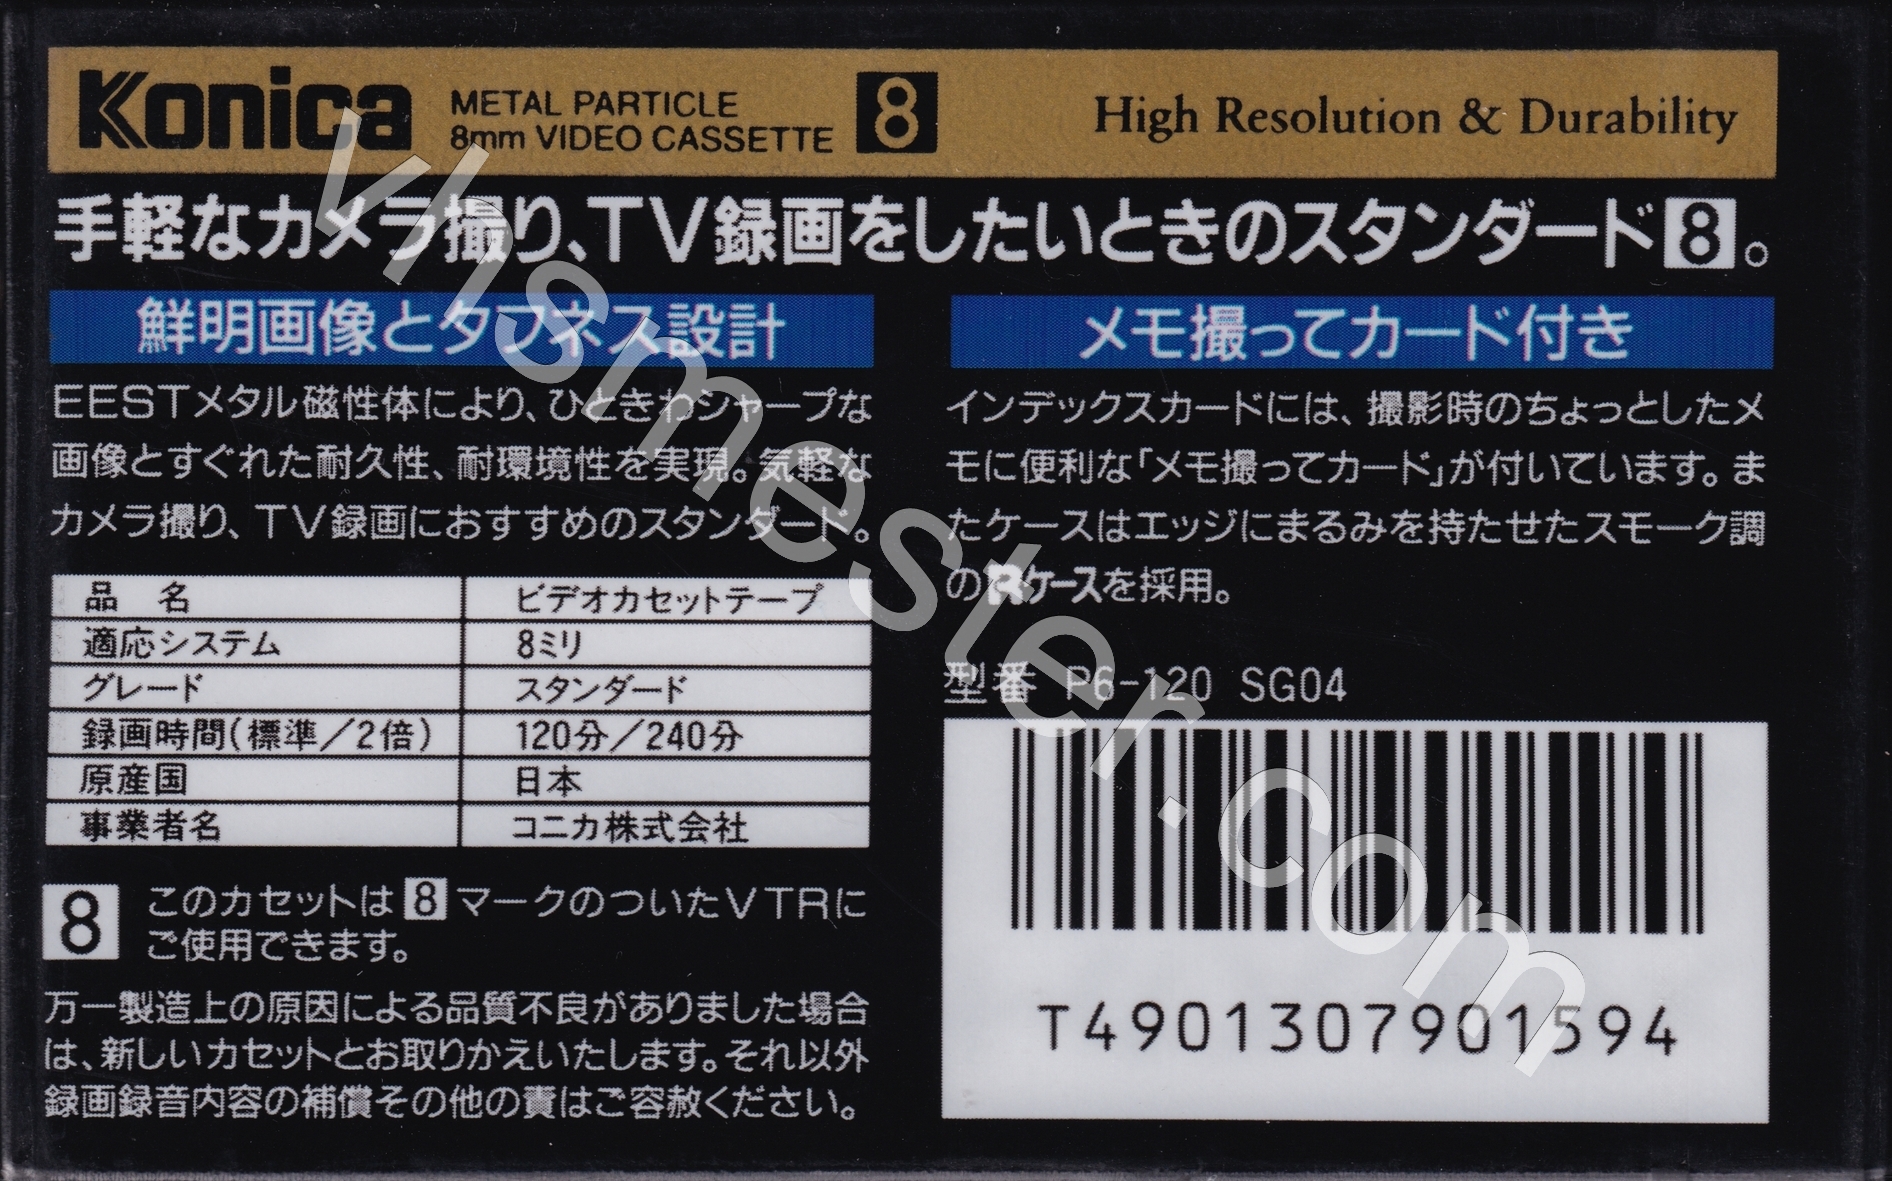 Konica
METAL PARTICLE
8mm VIDEO CASSETTE
8
High Resolution & Durability
手軽なカメラ撮り、TV録画をしたいときのスタンダード8。
鮮明画像とタフネス設計
EESTメタル磁性体により、ひときわシャープな
画像とすぐれた耐久性、耐環境性を実現。気軽な
カメラ撮り、TV録画におすすめのスタンダード。
品 名 ビデオカセットテープ
適応システム 8ミリ
グレード スタンダード
録画時間(標準/2倍) 120分/240分
原産国 日本
事業者名 コニカ株式会社
8
このカセットは8マークのついたVTRに
ご使用できます。
万一製造上の原因による品質不良がありました場合
は、新しいカセットとお取りかえいたします。それ以外
録画録音内容の補償その他の責はご容赦ください。
メモ撮ってカード付き
インデックスカードには、撮影時のちょっとしたメ
モに便利な「メモ撮ってカード」が付いています。ま
たケースはエッジにまるみを持たせたスモーク調
のRケースを採用。
型番 P6-120 SG04
T4901307901594
vhsmester.com